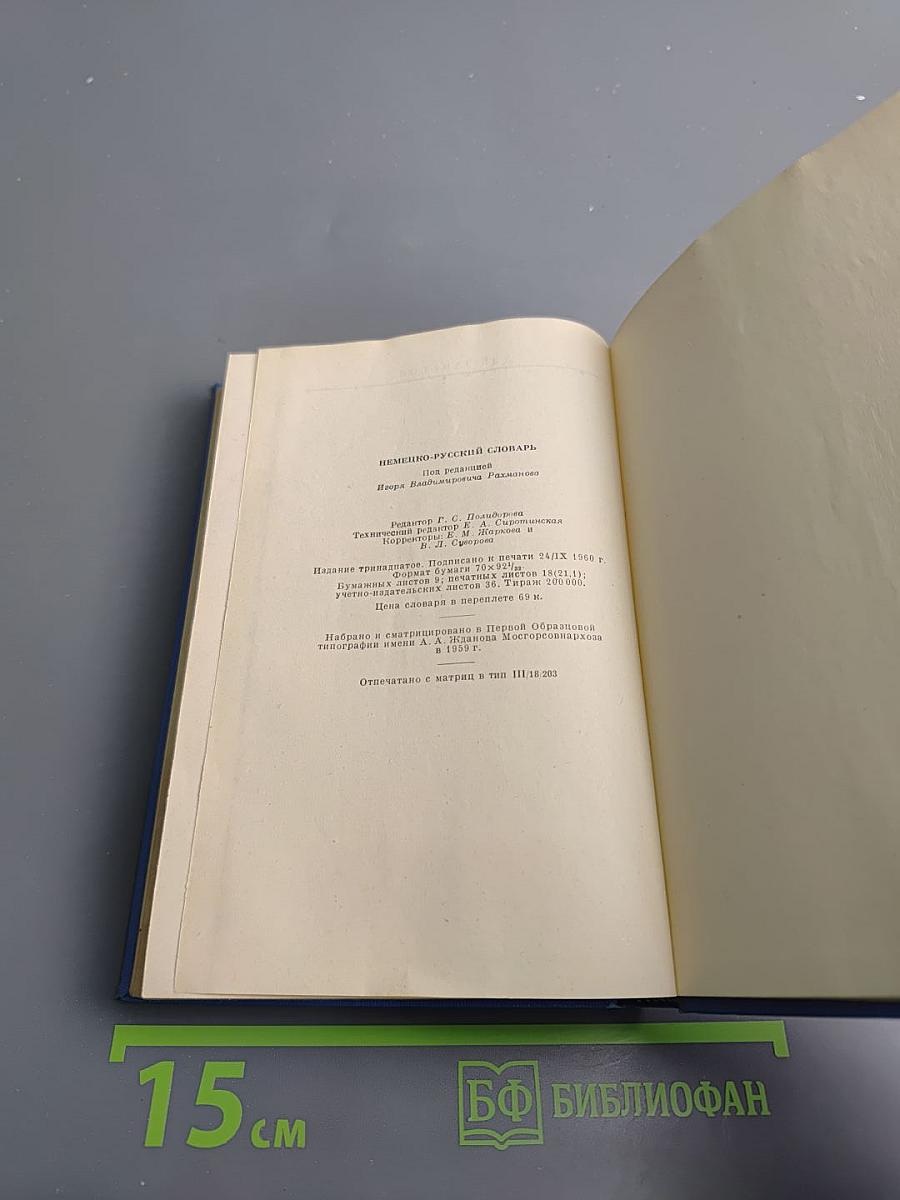 НЕМЕЦКО-РУССКИЙ СЛОВАРЬ
Под редакцией
Игоря Владимировича Рахманова
Редактор Г. С. Полидорова
Технический редактор Е. А. Сиротинская
Корректоры: Е. М. Жаркова и
В. Л. Суворова
Издание тринадцатое. Подписано к печати 24/IX 1960 г.
Формат бумаги 70×92¹/₃₂.
Бумажных листов 9; печатных листов 18(21,1);
учетно-издательских листов 36. Тираж 200 000.
Цена словаря в переплете 69 к.
Набрано и сматрицировано в Первой Образцовой
типографии имени А. А. Жданова Мосгорсовнархоза
в 1959 г.
Отпечатано с матриц в тип III/18/203
15 см
БФ БИБЛИОФАН